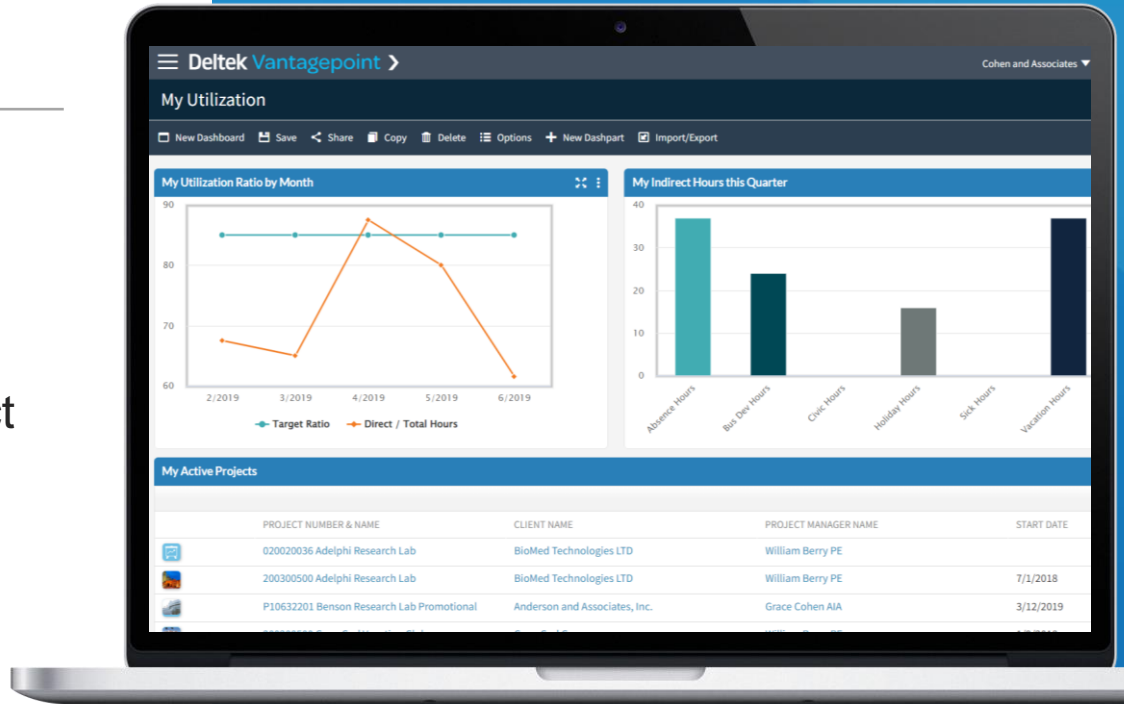 Deltek Vantagepoint ❯
Cohen and Associates ▼
My Utilization
New Dashboard Save Share Copy Delete Options New Dashpart Import/Export
My Utilization Ratio by Month
My Indirect Hours this Quarter
90
80
70
60
2/2019 3/2019 4/2019 5/2019 6/2019
Target Ratio Direct / Total Hours
40
30
20
10
0
Absence Hours
Bus Dev Hours
Civic Hours
Holiday Hours
Sick Hours
Vacation Hours
ct
My Active Projects
PROJECT NUMBER & NAME CLIENT NAME PROJECT MANAGER NAME START DATE
020020036 Adelphi Research Lab BioMed Technologies LTD William Berry PE
200300500 Adelphi Research Lab BioMed Technologies LTD William Berry PE 7/1/2018
P10632201 Benson Research Lab Promotional Anderson and Associates, Inc. Grace Cohen AIA 3/12/2019